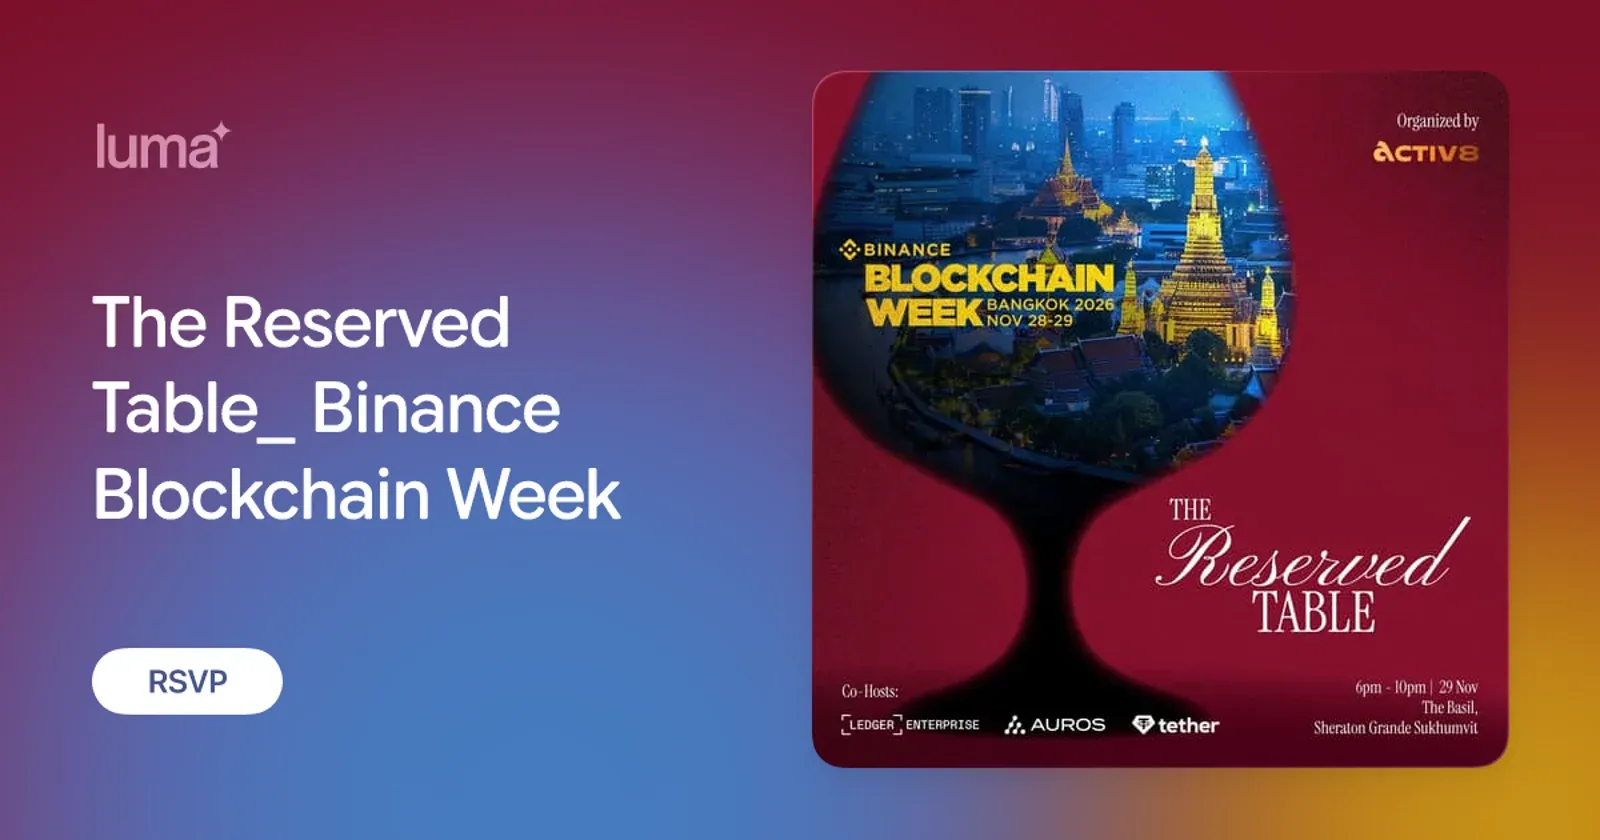 luma
The Reserved
Table_ Binance
Blockchain Week
RSVP
Organized by
ACTIV8
BINANCE
BLOCKCHAIN
WEEK BANGKOK 2026
NOV 28-29
THE
Reserved
TABLE
Co-Hosts:
LEDGER ENTERPRISE
AUROS
tether
6pm - 10pm | 29 Nov
The Basil,
Sheraton Grande Sukhumvit